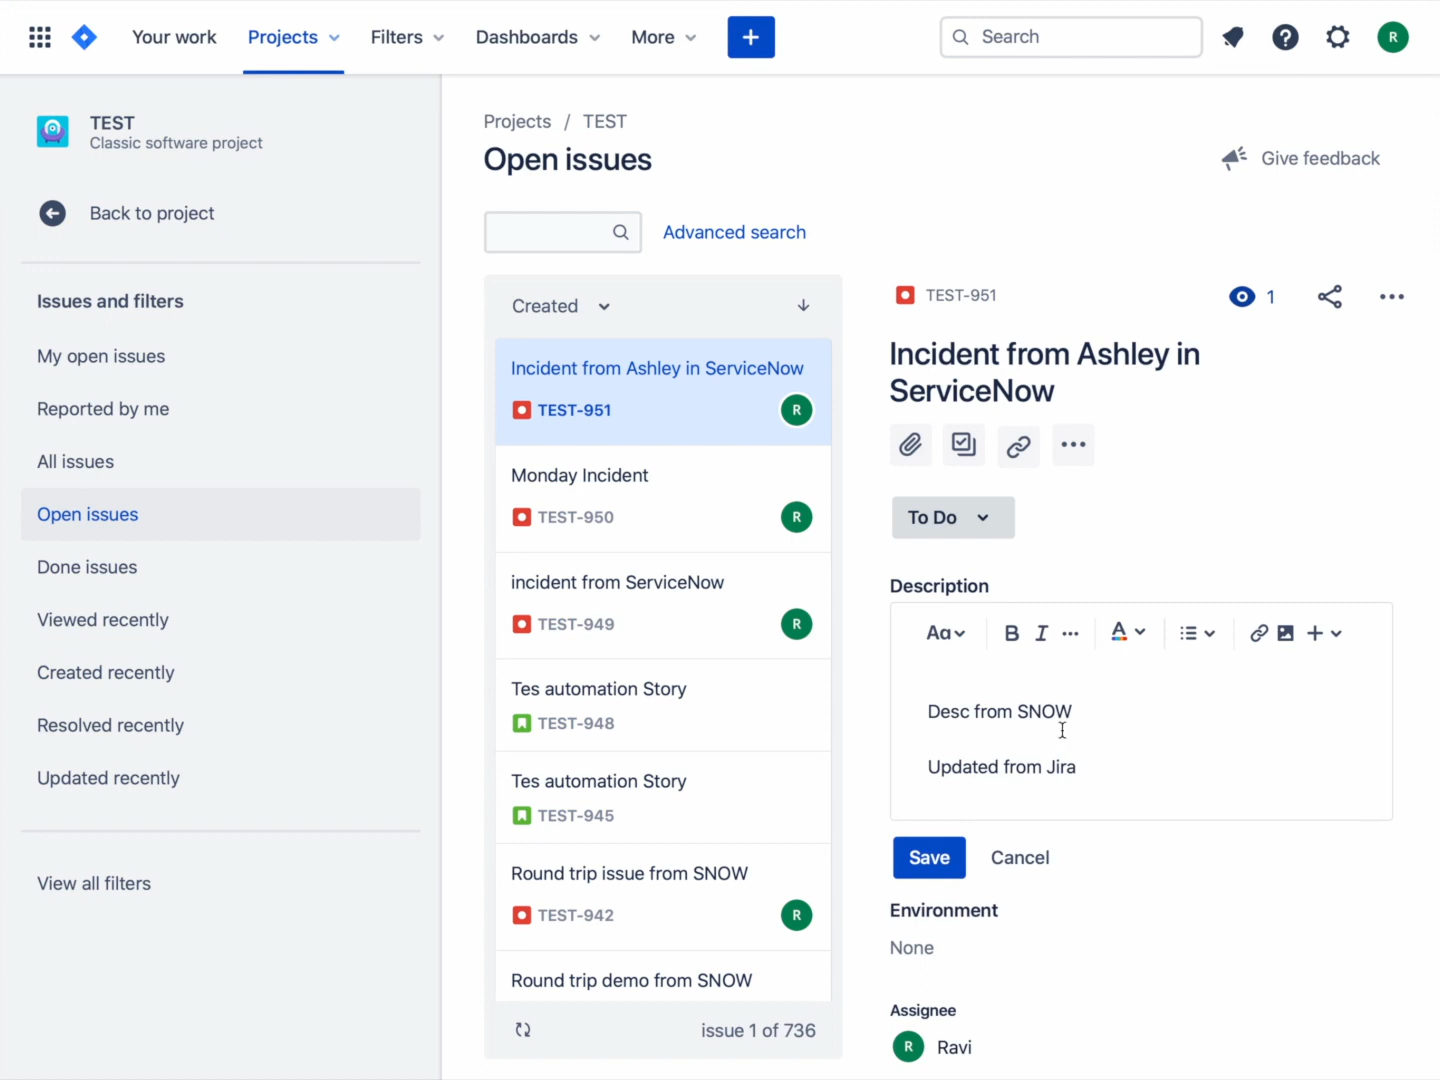 Your work
Projects
Filters
Dashboards
More
+
Search
R
TEST
Classic software project
Back to project
Issues and filters
My open issues
Reported by me
All issues
Open issues
Done issues
Viewed recently
Created recently
Resolved recently
Updated recently
View all filters
Projects / TEST
Open issues
Give feedback
Advanced search
Created
Incident from Ashley in ServiceNow
TEST-951
R
Monday Incident
TEST-950
R
incident from ServiceNow
TEST-949
R
Tes automation Story
TEST-948
Tes automation Story
TEST-945
Round trip issue from SNOW
TEST-942
R
Round trip demo from SNOW
issue 1 of 736
TEST-951
1
Incident from Ashley in
ServiceNow
To Do
Description
Aa B I A
Desc from SNOW
Updated from Jira
Save Cancel
Environment
None
Assignee
R Ravi